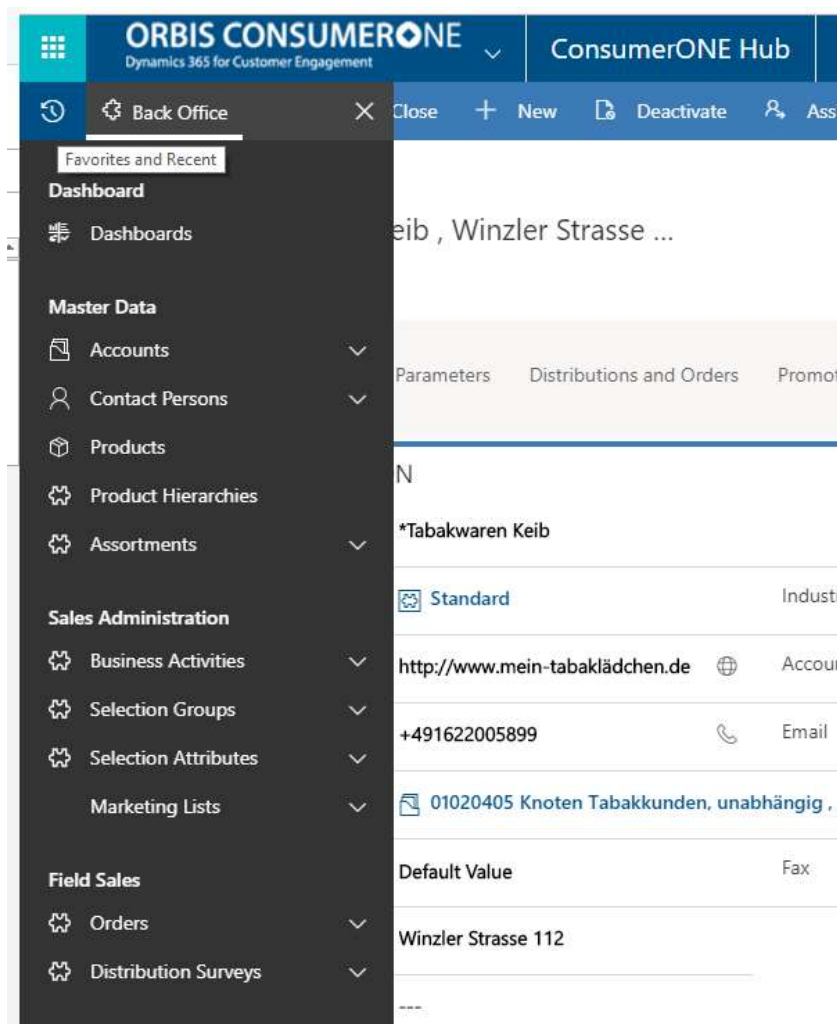 ORBIS CONSUMERONE
Dynamics 365 for Customer Engagement
ConsumerONE Hub
Back Office
Close
New
Deactivate
Favorites and Recent
Dashboard
Dashboards
Winzler Strasse ...
Master Data
Accounts
Contact Persons
Products
Product Hierarchies
Assortments
Parameters
Distributions and Orders
N
*Tabakwaren Keib
Sales Administration
Standard
Business Activities
http://www.mein-tabaklädchen.de
Selection Groups
+491622005899
Email
Selection Attributes
Marketing Lists
01020405 Knoten Tabakkunden, unabhängig ,
Field Sales
Default Value
Fax
Orders
Winzler Strasse 112
Distribution Surveys
---